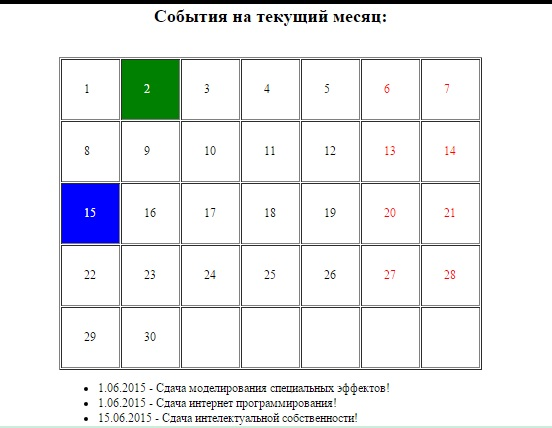 События на текущий месяц:
1 2 3 4 5 6 7
8 9 10 11 12 13 14
15 16 17 18 19 20 21
22 23 24 25 26 27 28
29 30
1.06.2015 - Сдача моделирования специальных эффектов!
1.06.2015 - Сдача интернет программирования!
15.06.2015 - Сдача интелектуальной собственности!